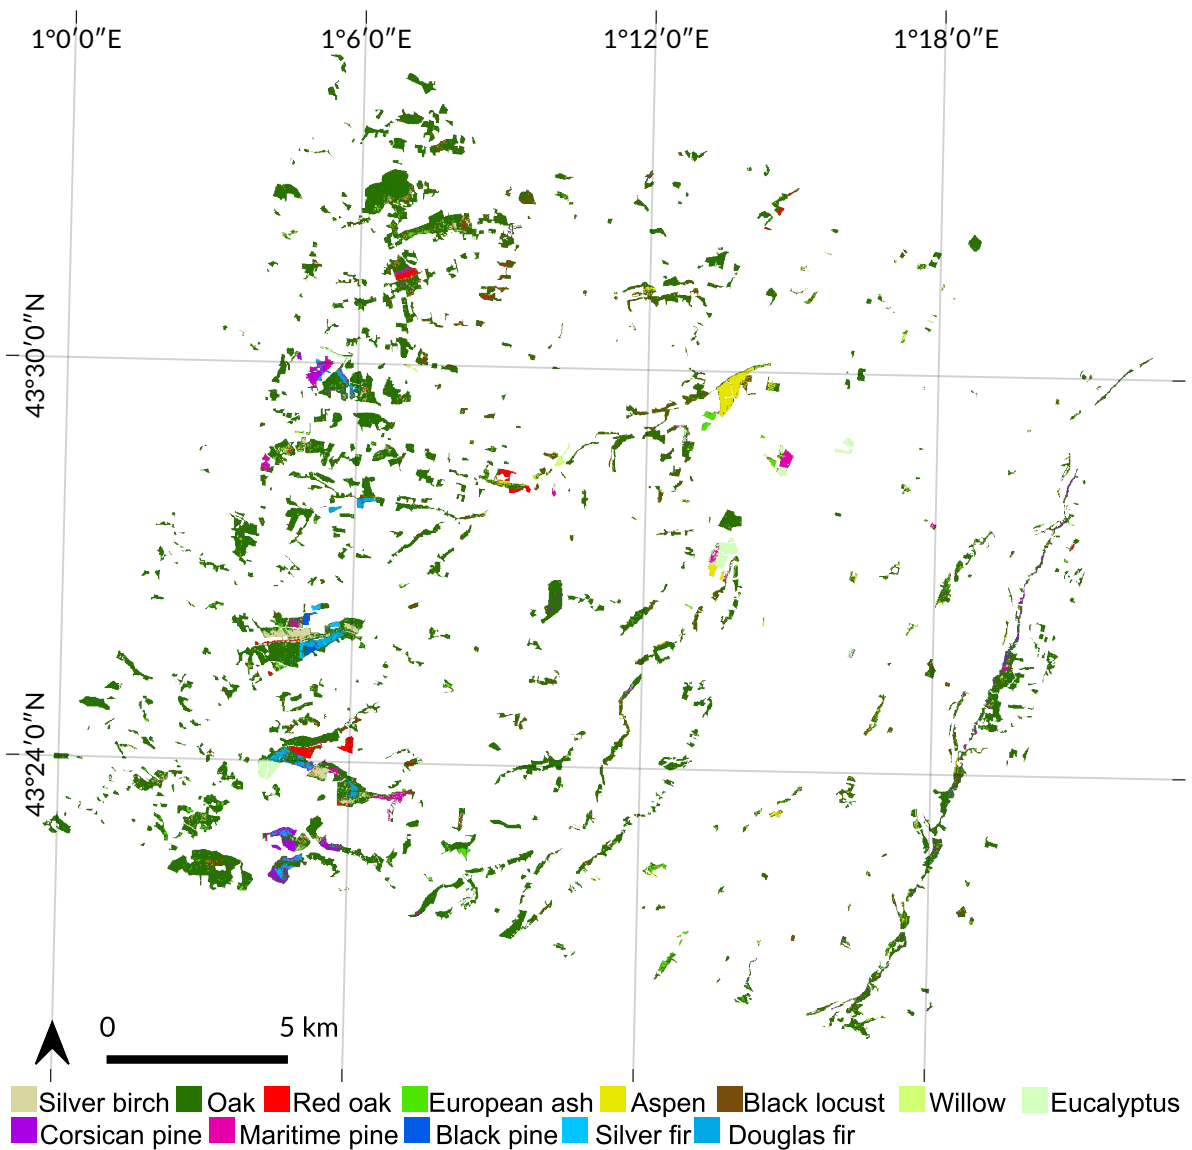 1°0′0″E 1°6′0″E 1°12′0″E 1°18′0″E
43°30′0″N
43°24′0″N
0 5 km
Silver birch Oak Red oak European ash Aspen Black locust Willow Eucalyptus
Corsican pine Maritime pine Black pine Silver fir Douglas fir